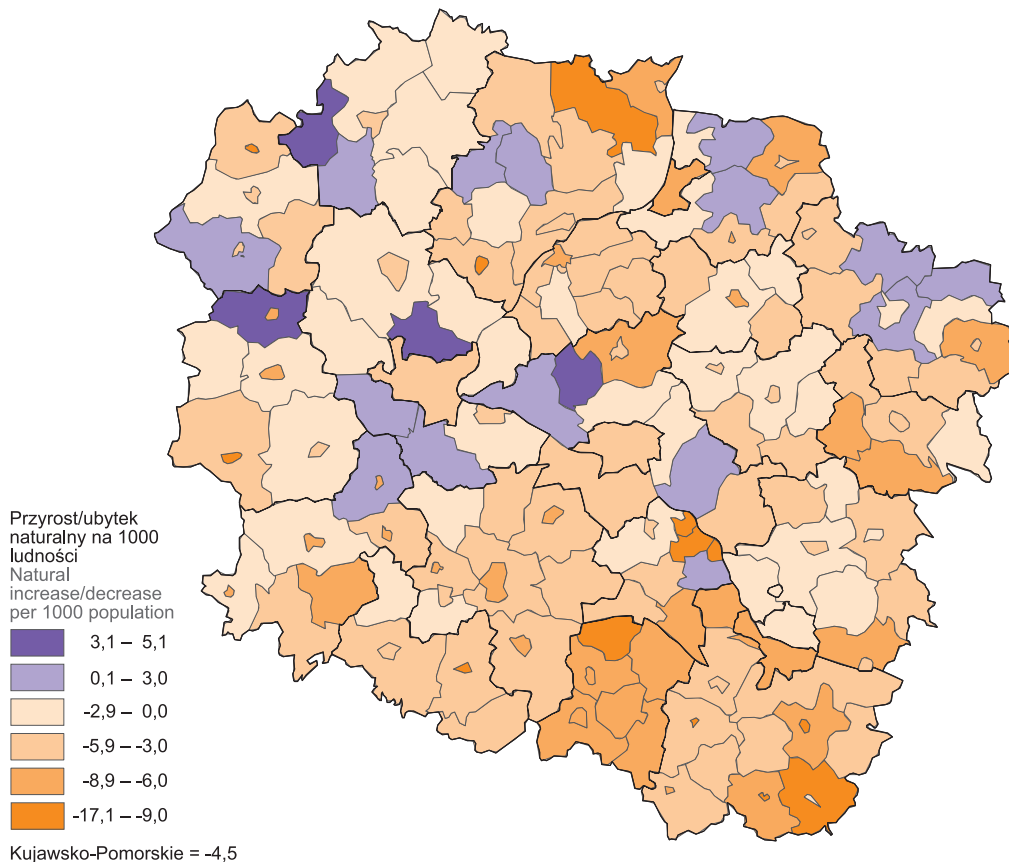 Przyrost/ubytek
naturalny na 1000
ludności
Natural
increase/decrease
per 1000 population
3,1 – 5,1
0,1 – 3,0
-2,9 – 0,0
-5,9 – -3,0
-8,9 – -6,0
-17,1 – -9,0
Kujawsko-Pomorskie = -4,5